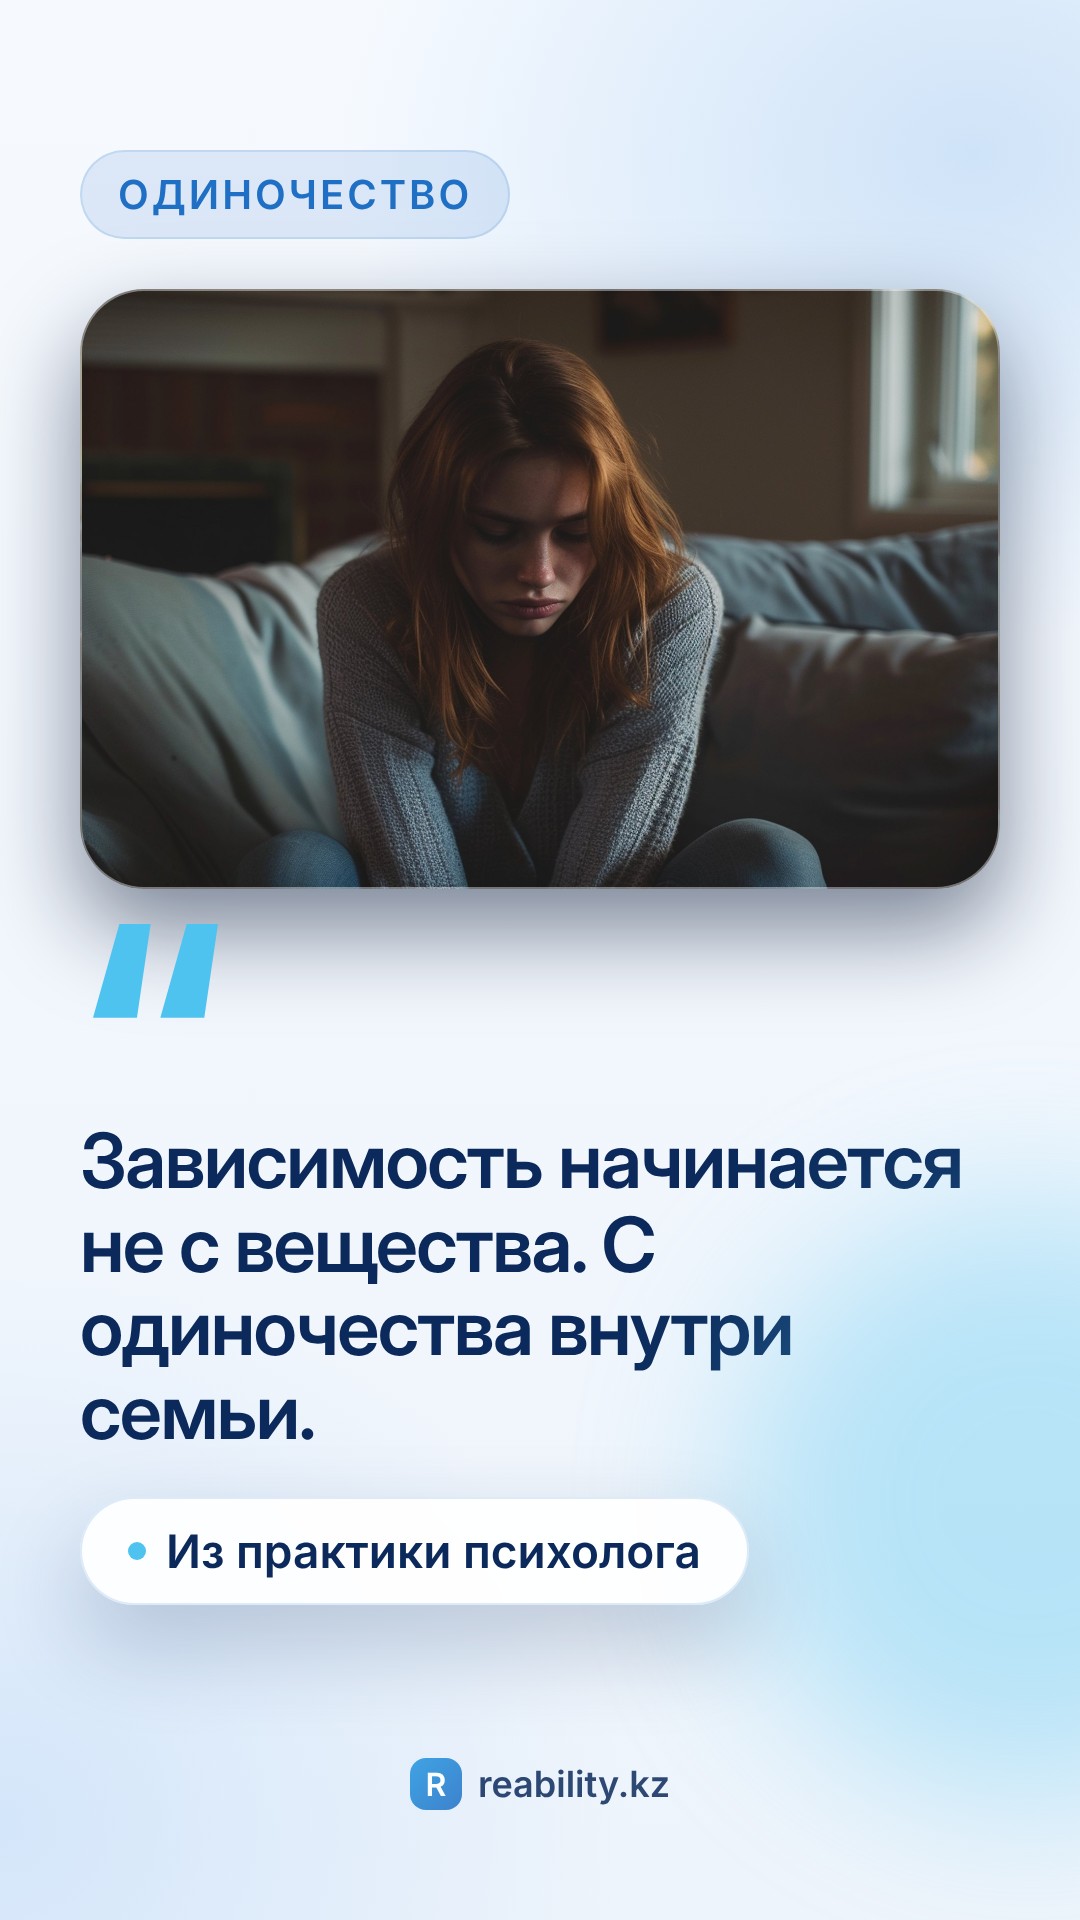 ОДИНОЧЕСТВО
"
Зависимость начинается
не с вещества. С
одиночества внутри
семьи.
Из практики психолога
R reability.kz